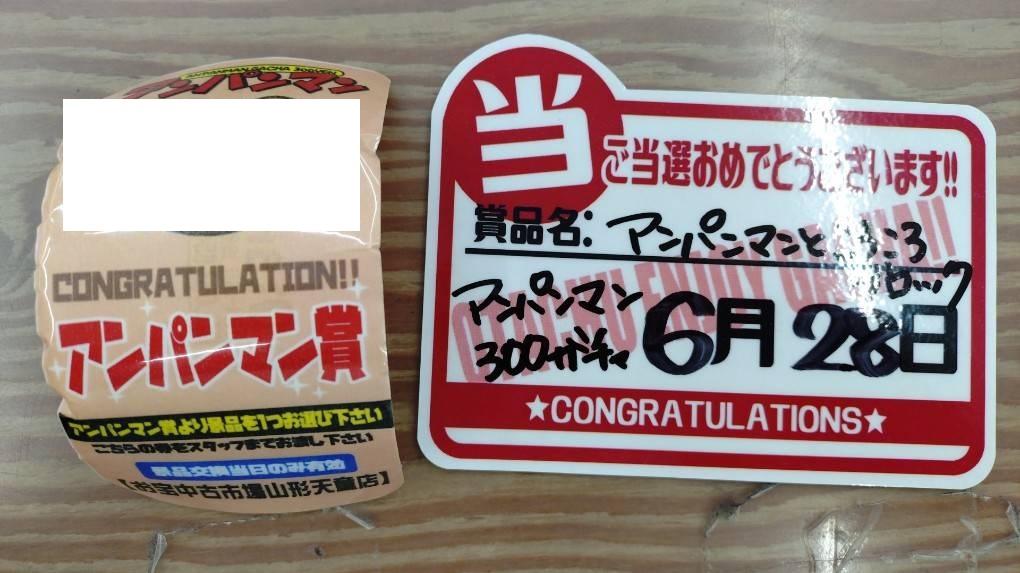 ANPANMAN GACHA 300YEN
アンパンマン
CONGRATULATION!!
アンパンマン賞
アンパンマン賞より景品を1つお選び下さい
こちらの券をスタッフまでお渡し下さい
景品交換当日のみ有効
【お宝中古市場山形天童店】
当
ご当選おめでとうございます!!
賞品名: アンパンマンところ
ブロック
アンパンマン
300ガチャ
6月28日
★CONGRATULATIONS★